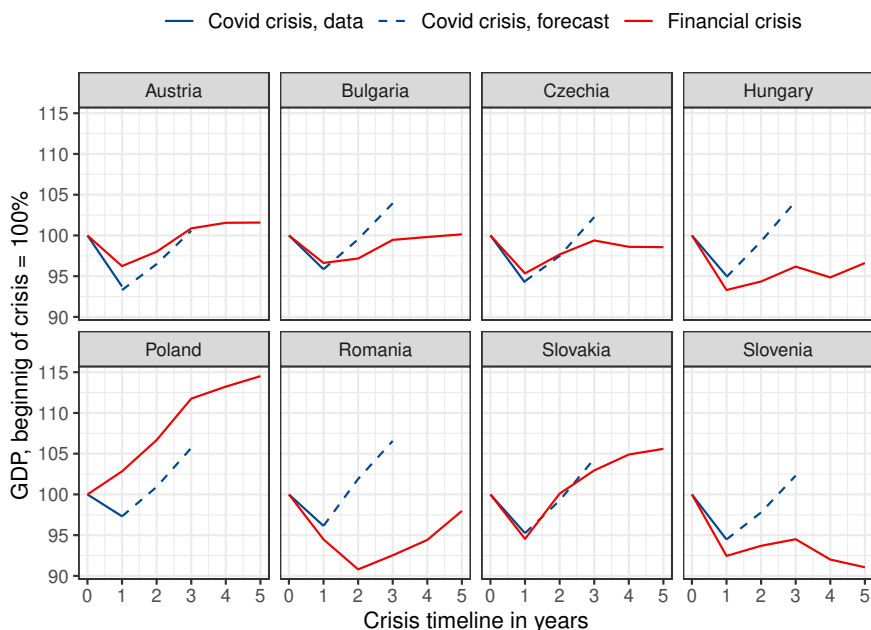 Covid crisis, data Covid crisis, forecast Financial crisis
Austria Bulgaria Czechia Hungary
115
110
105
100
95
90
Poland Romania Slovakia Slovenia
115
110
105
100
95
90
0 1 2 3 4 5 0 1 2 3 4 5 0 1 2 3 4 5 0 1 2 3 4 5
Crisis timeline in years
GDP, beginnig of crisis = 100%